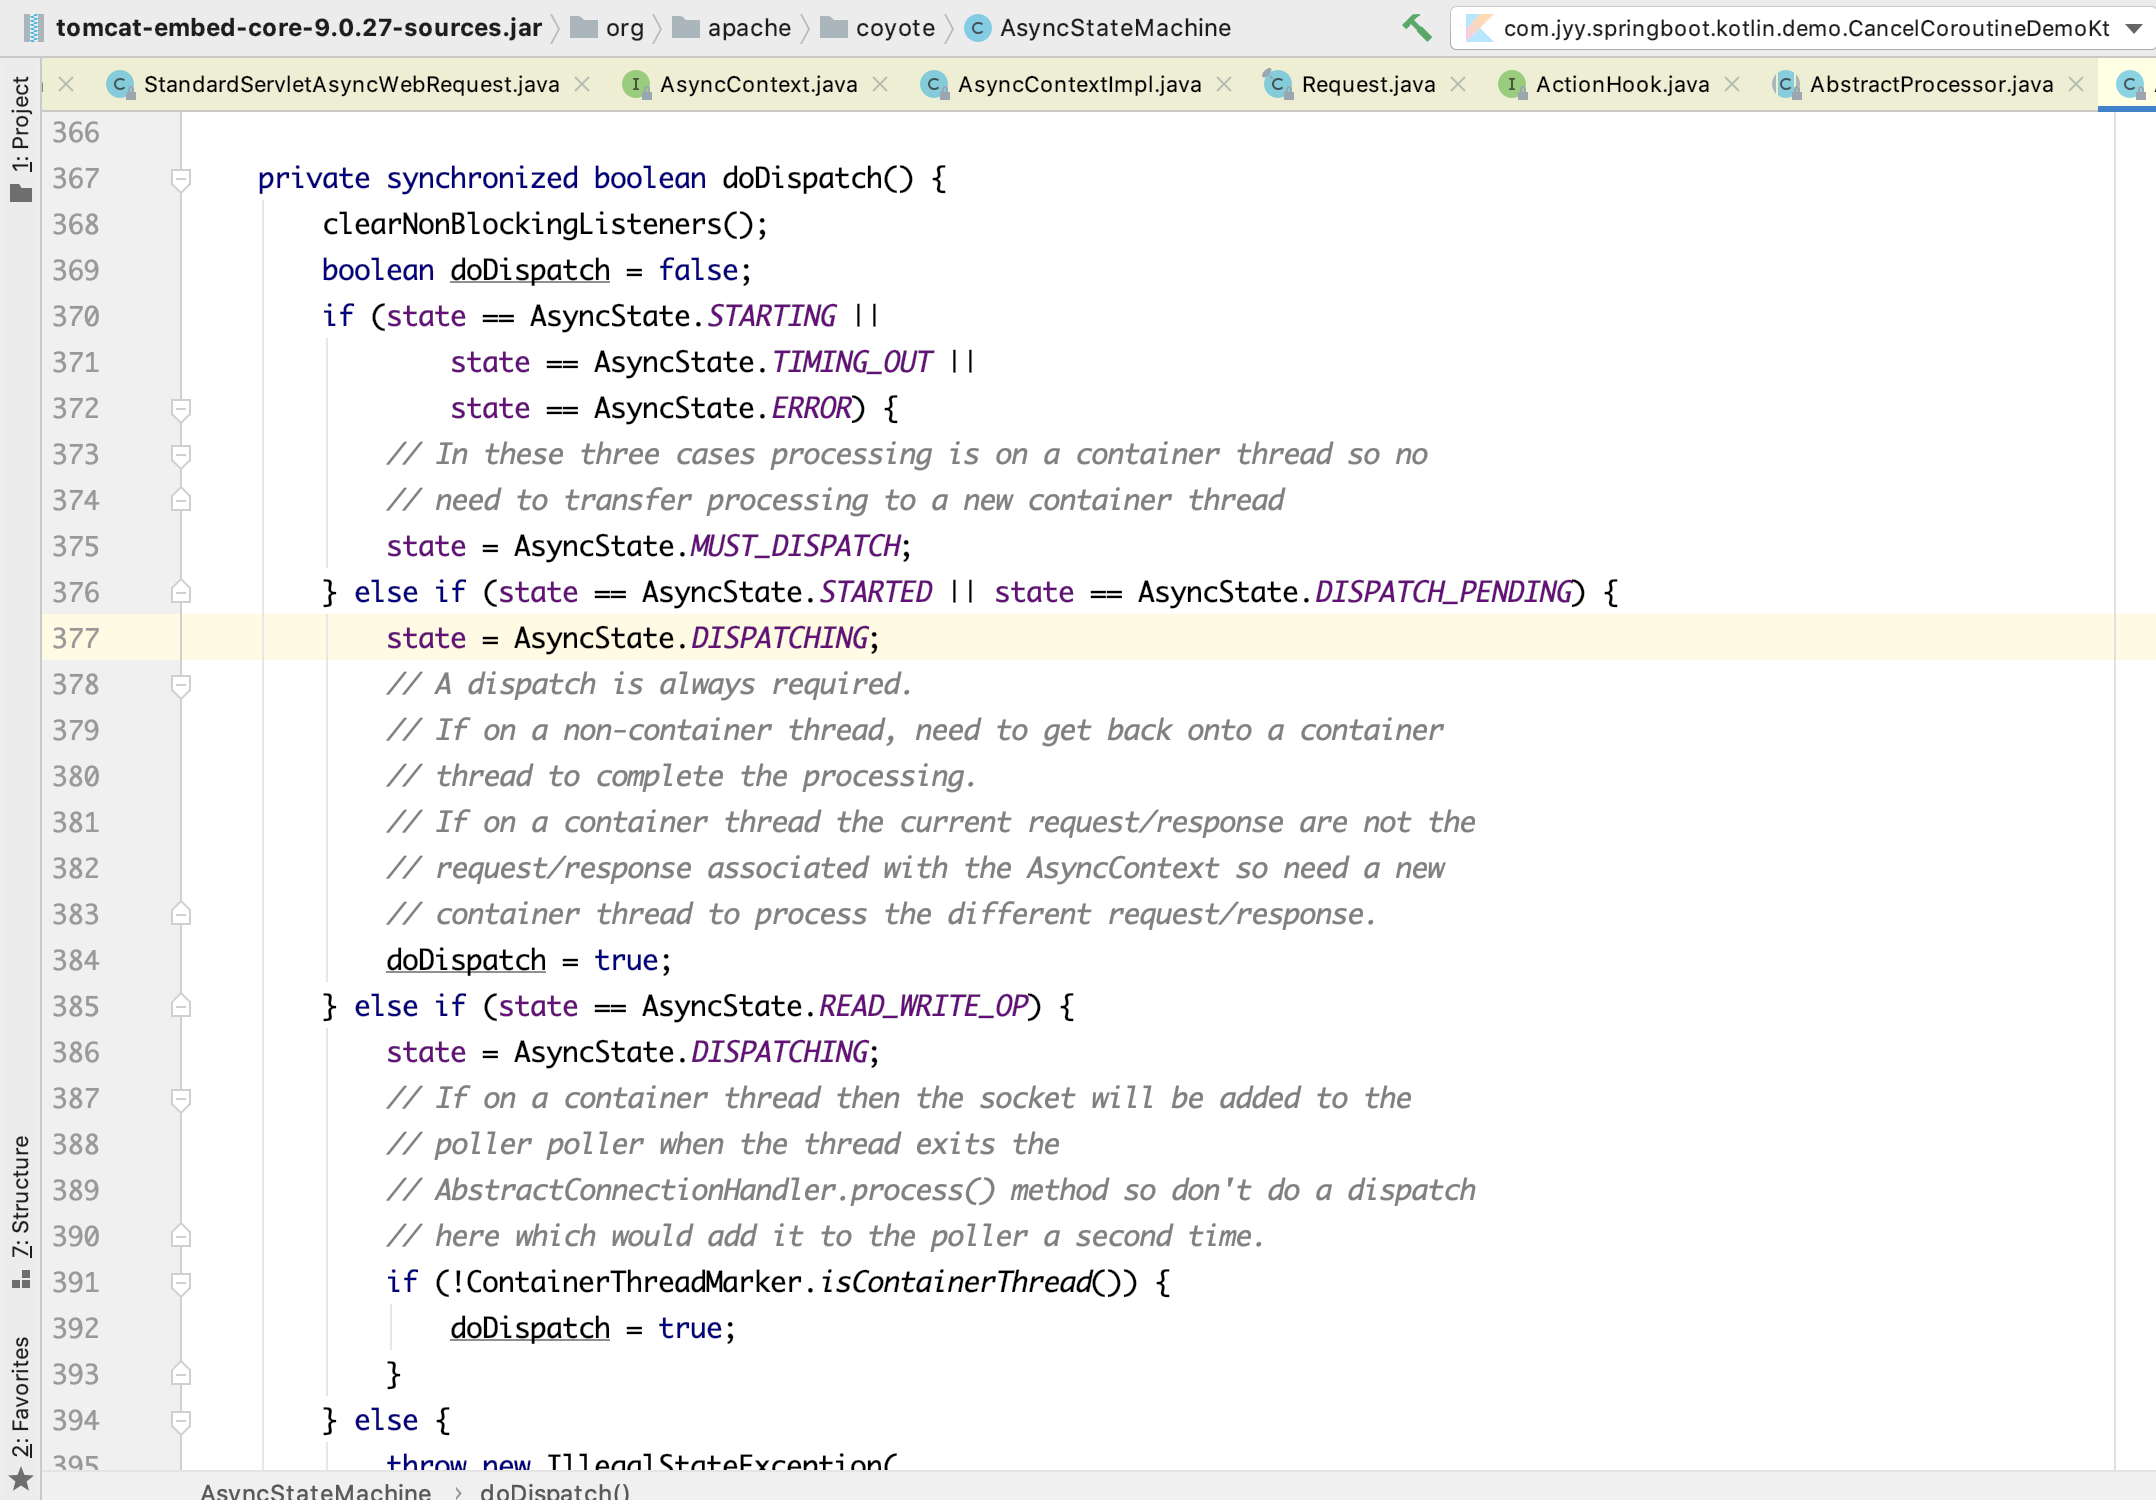 tomcat-embed-core-9.0.27-sources.jar org apache coyote AsyncStateMachine com.jyy.springboot.kotlin.demo.CancelCoroutineDemoKt
StandardServletAsyncWebRequest.java AsyncContext.java AsyncContextImpl.java Request.java ActionHook.java AbstractProcessor.java
1: Project
7: Structure
2: Favorites
366
367 private synchronized boolean doDispatch() {
368 clearNonBlockingListeners();
369 boolean doDispatch = false;
370 if (state == AsyncState.STARTING ||
371 state == AsyncState.TIMING_OUT ||
372 state == AsyncState.ERROR) {
373 // In these three cases processing is on a container thread so no
374 // need to transfer processing to a new container thread
375 state = AsyncState.MUST_DISPATCH;
376 } else if (state == AsyncState.STARTED || state == AsyncState.DISPATCH_PENDING) {
377 state = AsyncState.DISPATCHING;
378 // A dispatch is always required.
379 // If on a non-container thread, need to get back onto a container
380 // thread to complete the processing.
381 // If on a container thread the current request/response are not the
382 // request/response associated with the AsyncContext so need a new
383 // container thread to process the different request/response.
384 doDispatch = true;
385 } else if (state == AsyncState.READ_WRITE_OP) {
386 state = AsyncState.DISPATCHING;
387 // If on a container thread then the socket will be added to the
388 // poller poller when the thread exits the
389 // AbstractConnectionHandler.process() method so don't do a dispatch
390 // here which would add it to the poller a second time.
391 if (!ContainerThreadMarker.isContainerThread()) {
392 doDispatch = true;
393 }
394 } else {
395 throw new IllegalStateException(
AsyncStateMachine › doDispatch()